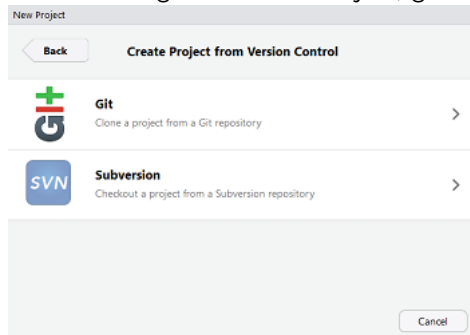 New Project
Back
Create Project from Version Control
Git
Git
Clone a project from a Git repository
SVN
Subversion
Checkout a project from a Subversion repository
Cancel